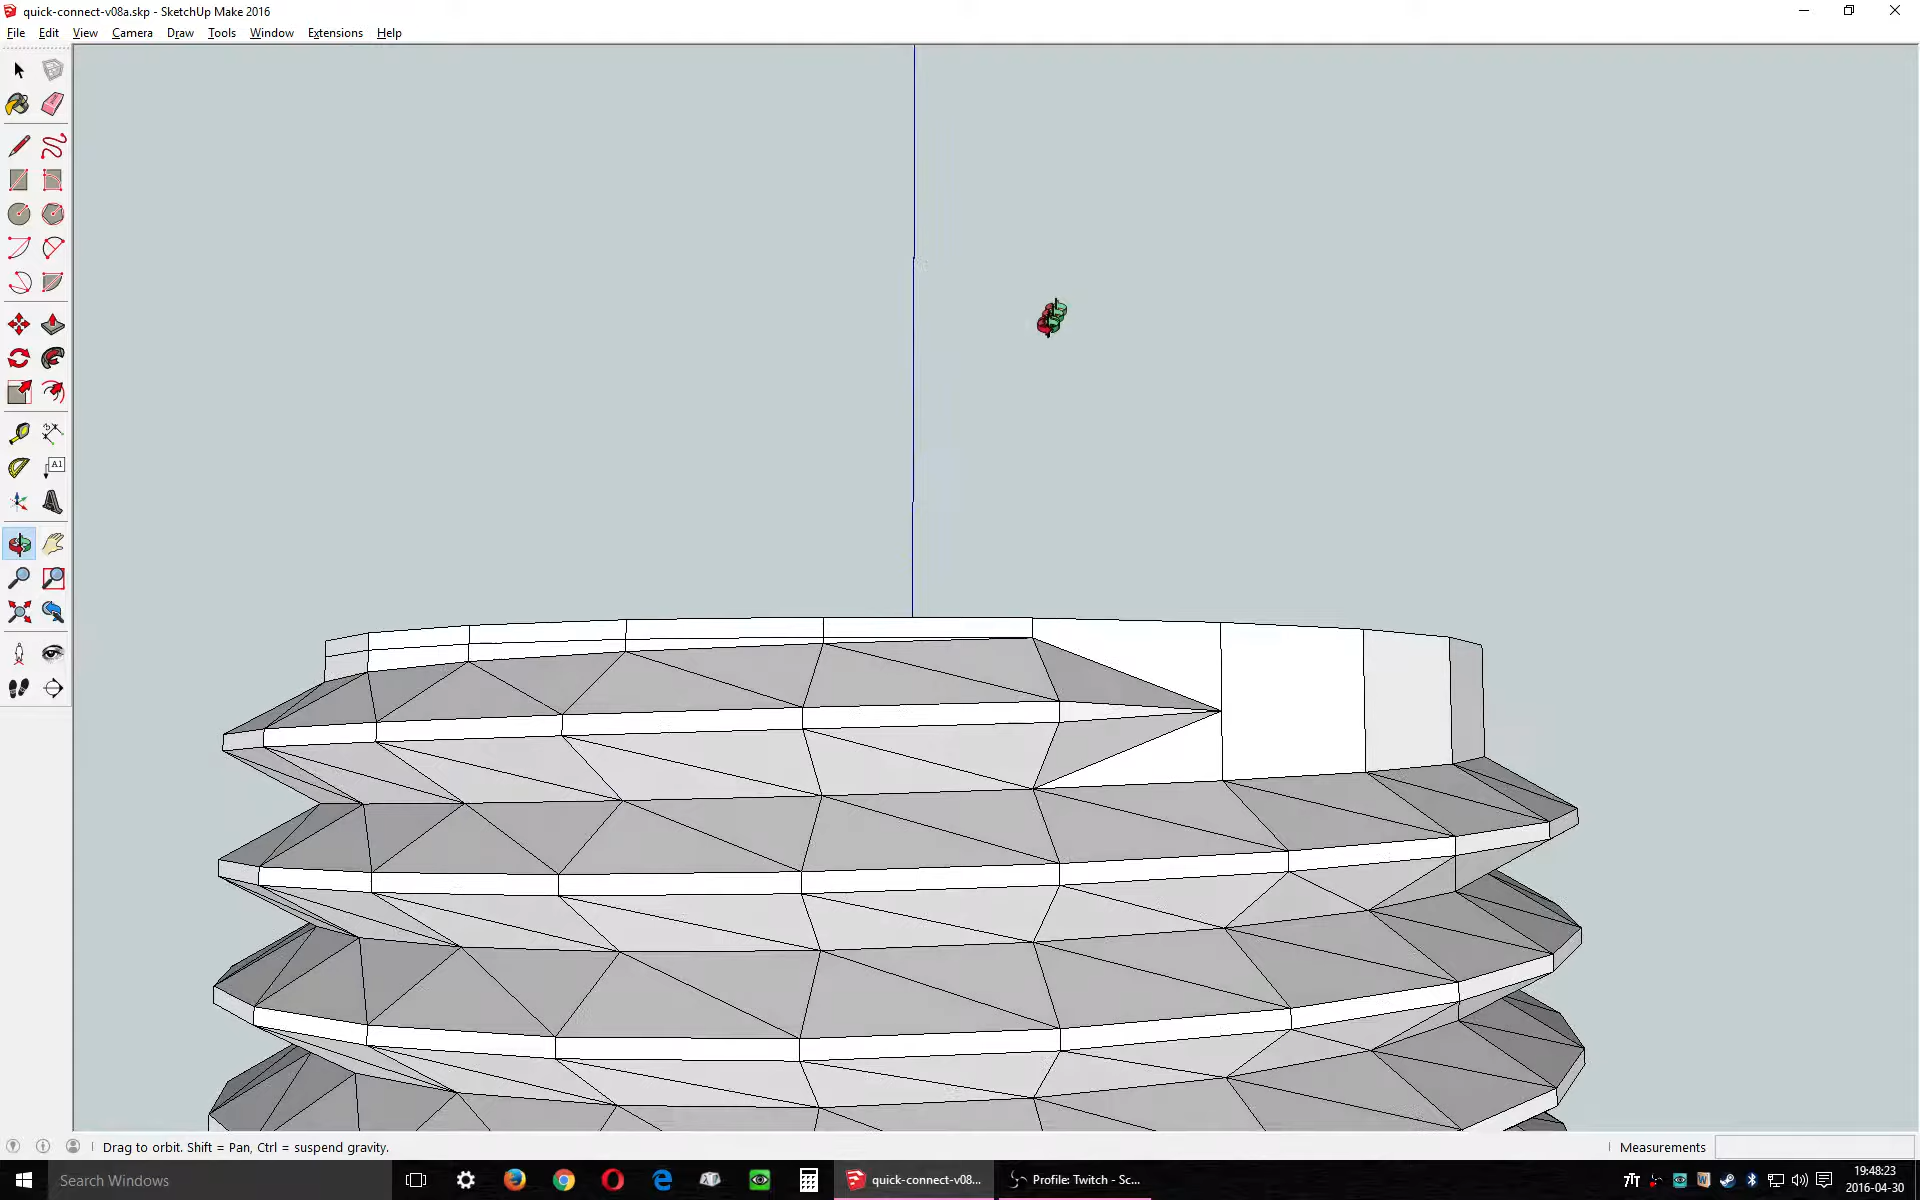 quick-connect-v08a.skp - SketchUp Make 2016
File Edit View Camera Draw Tools Window Extensions Help
A1
Drag to orbit. Shift = Pan, Ctrl = suspend gravity.
Measurements
Search Windows
quick-connect-v08...
Profile: Twitch - Sc...
19:48:23
2016-04-30